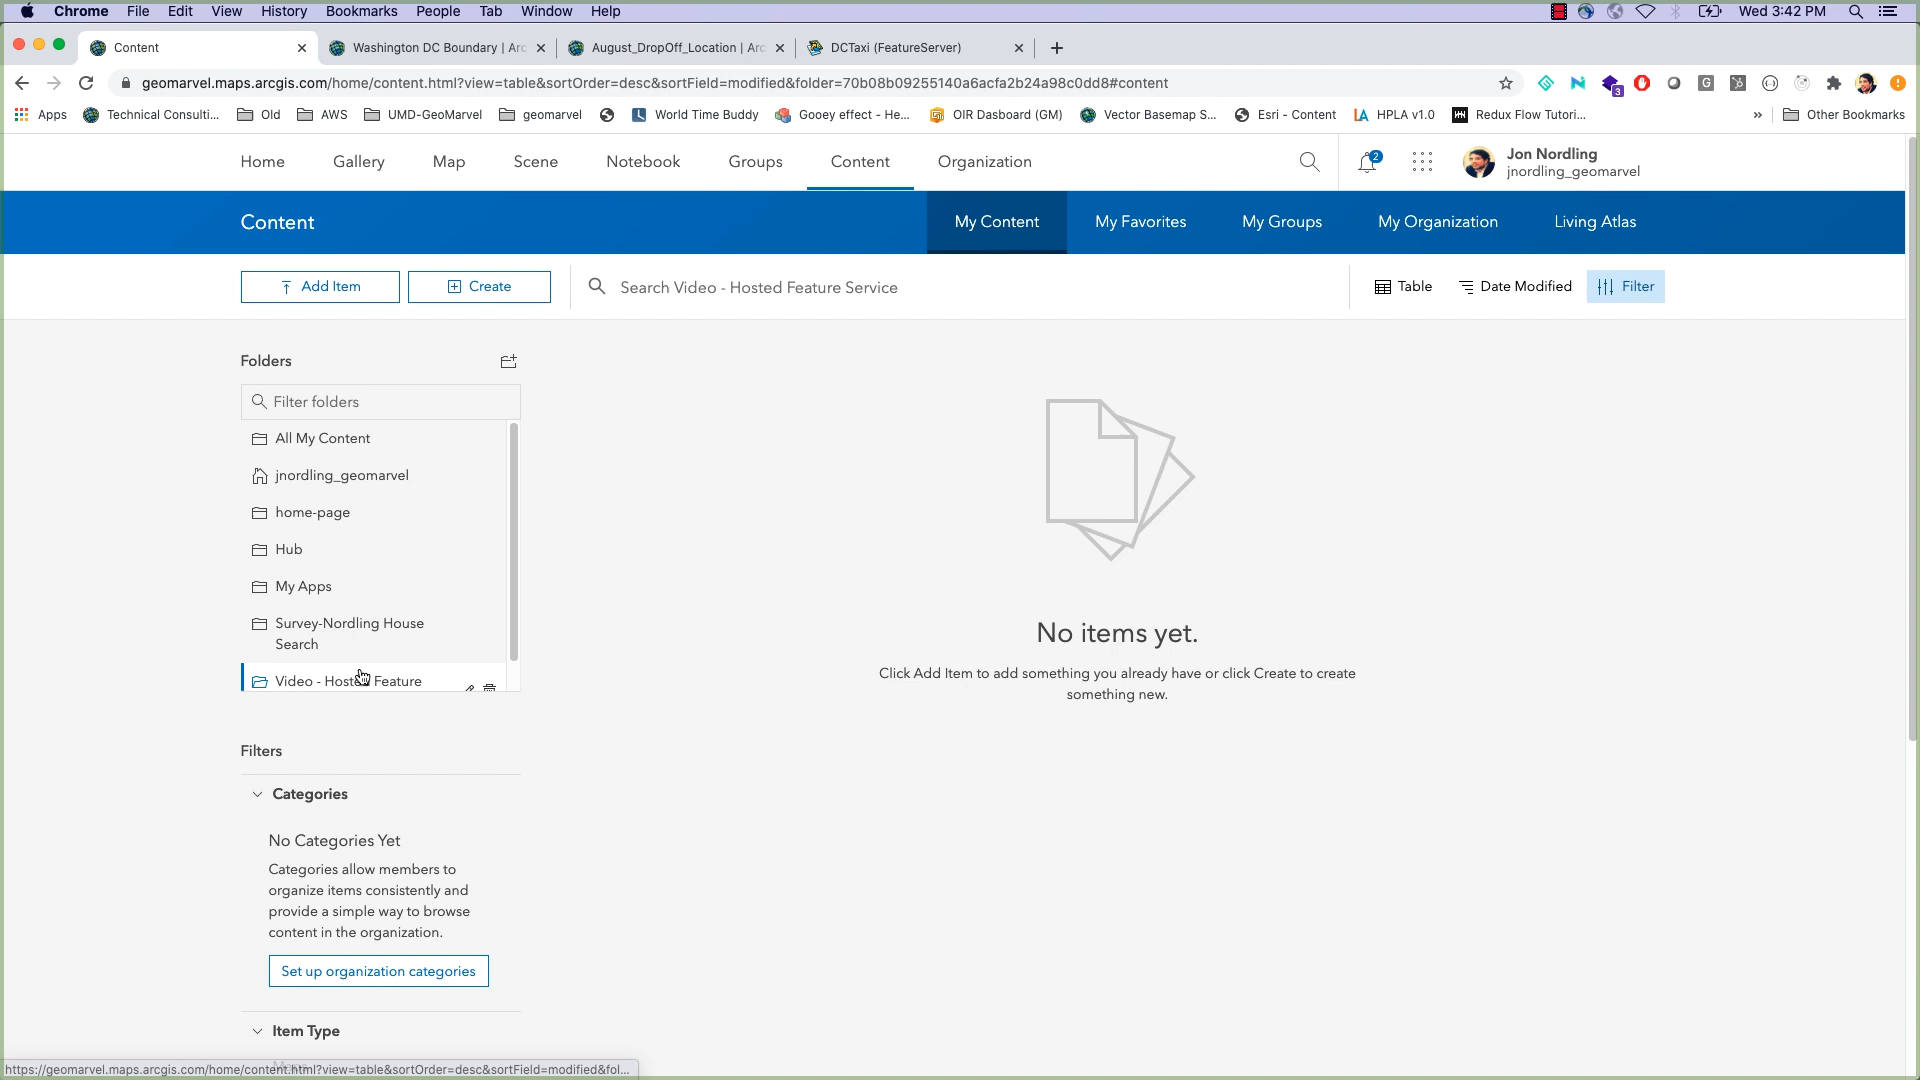 Chrome File Edit View History Bookmarks People Tab Window Help Wed 3:42 PM
Content Washington DC Boundary | Arc August_DropOff_Location | Arc DCTaxi (FeatureServer)
geomarvel.maps.arcgis.com/home/content.html?view=table&sortOrder=desc&sortField=modified&folder=70b08b09255140a6acfa2b24a98c0dd8#content
3
Apps Technical Consulti... Old AWS UMD-GeoMarvel geomarvel World Time Buddy Gooey effect - He... OIR Dasboard (GM) Vector Basemap S... Esri - Content HPLA v1.0 Redux Flow Tutori... » Other Bookmarks
Home Gallery Map Scene Notebook Groups Content Organization 2 Jon Nordling
jnordling_geomarvel
Content My Content My Favorites My Groups My Organization Living Atlas
Add Item Create Search Video - Hosted Feature Service Table Date Modified Filter
Folders
Filter folders
All My Content
jnordling_geomarvel
home-page
Hub
My Apps
Survey-Nordling House
Search
Video - Hosted Feature
No items yet.
Click Add Item to add something you already have or click Create to create
something new.
Filters
Categories
No Categories Yet
Categories allow members to
organize items consistently and
provide a simple way to browse
content in the organization.
Set up organization categories
Item Type
https://geomarvel.maps.arcgis.com/home/content.html?view=table&sortOrder=desc&sortField=modified&fol...